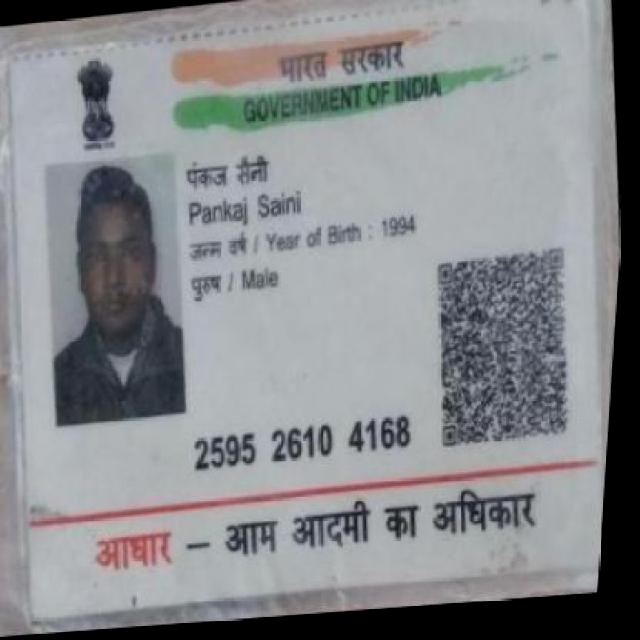 भारत सरकार
GOVERNMENT OF INDIA
पंकज सैनी
Pankaj Saini
जन्म वर्ष / Year of Birth : 1994
पुरुष / Male
2595 2610 4168
आधार – आम आदमी का अधिकार